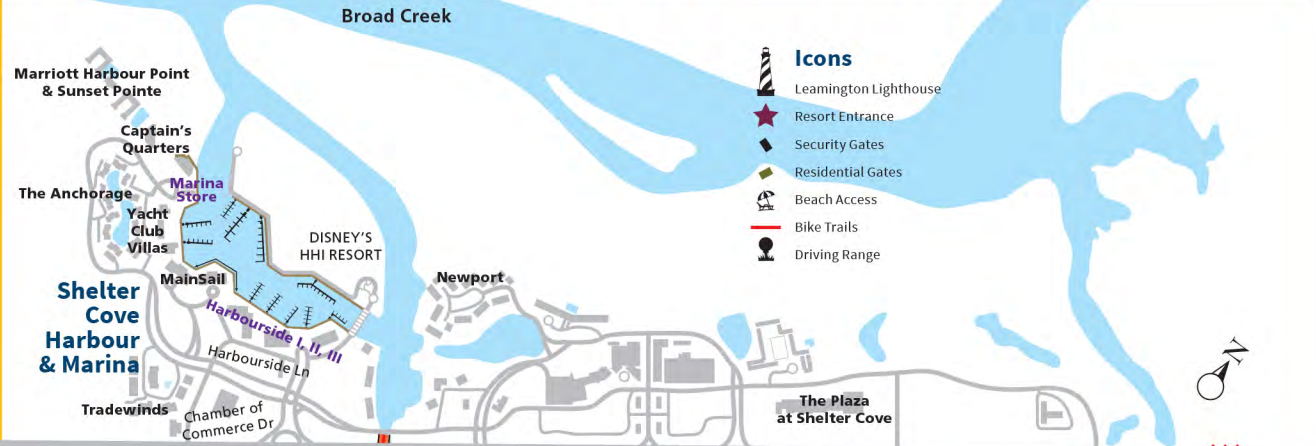 Broad Creek
Marriott Harbour Point
& Sunset Pointe
Captain's
Quarters
The Anchorage
Marina
Store
Yacht
Club
Villas
DISNEY'S
HHI RESORT
MainSail
Newport
Shelter
Cove
Harbour
& Marina
Harbourside I, II, III
Harbourside Ln
Tradewinds
Chamber of
Commerce Dr
The Plaza
at Shelter Cove
Icons
Leamington Lighthouse
Resort Entrance
Security Gates
Residential Gates
Beach Access
Bike Trails
Driving Range
N